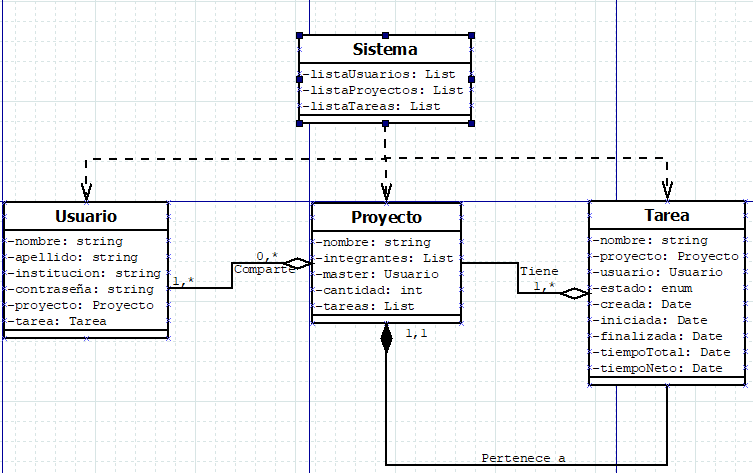 Sistema
-listaUsuarios: List
-listaProyectos: List
-listaTareas: List
Usuario
-nombre: string
-apellido: string
-institucion: string
-contraseña: string
-proyecto: Proyecto
-tarea: Tarea
1,*
0,*
Comparte
Proyecto
-nombre: string
-integrantes: List
-master: Usuario
-cantidad: int
-tareas: List
1,1
Tiene
1,*
Tarea
-nombre: string
-proyecto: Proyecto
-usuario: Usuario
-estado: enum
-creada: Date
-iniciada: Date
-finalizada: Date
-tiempoTotal: Date
-tiempoNeto: Date
Pertenece a